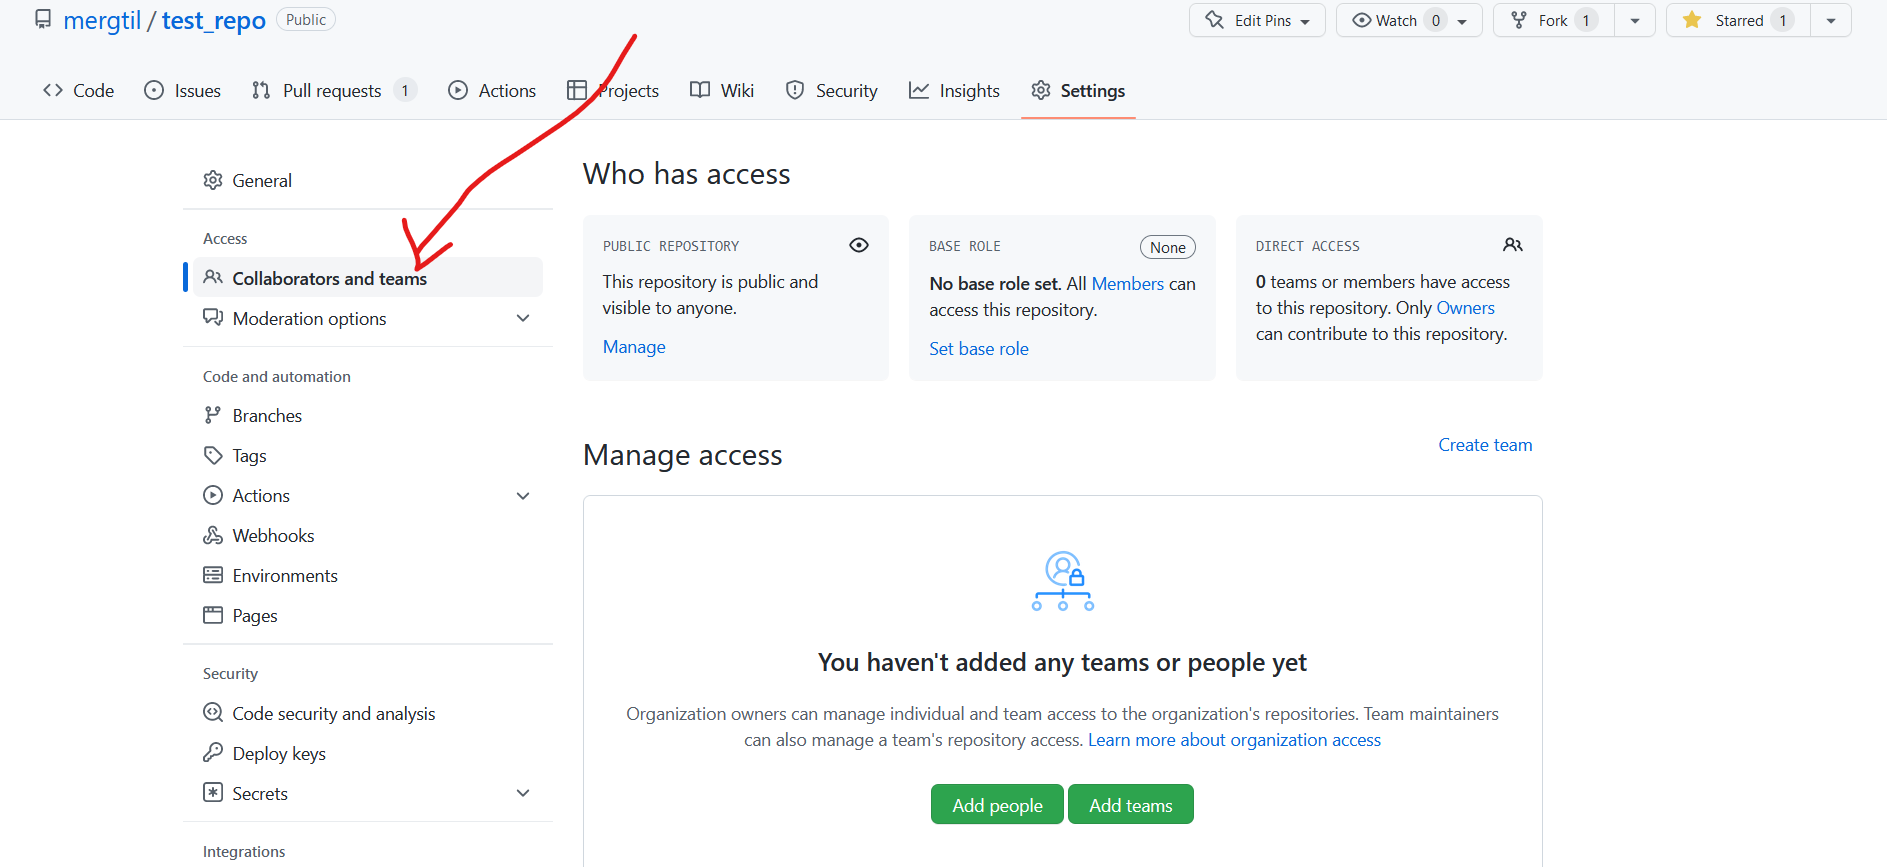 mergtil / test_repo Public
Edit Pins Watch 0 Fork 1 Starred 1
Code Issues Pull requests 1 Actions Projects Wiki Security Insights Settings
General
Access
Collaborators and teams
Moderation options
Code and automation
Branches
Tags
Actions
Webhooks
Environments
Pages
Security
Code security and analysis
Deploy keys
Secrets
Integrations
Who has access
PUBLIC REPOSITORY
This repository is public and
visible to anyone.
Manage
BASE ROLE None
No base role set. All Members can
access this repository.
Set base role
DIRECT ACCESS
0 teams or members have access
to this repository. Only Owners
can contribute to this repository.
Manage access
Create team
You haven't added any teams or people yet
Organization owners can manage individual and team access to the organization's repositories. Team maintainers
can also manage a team's repository access. Learn more about organization access
Add people Add teams